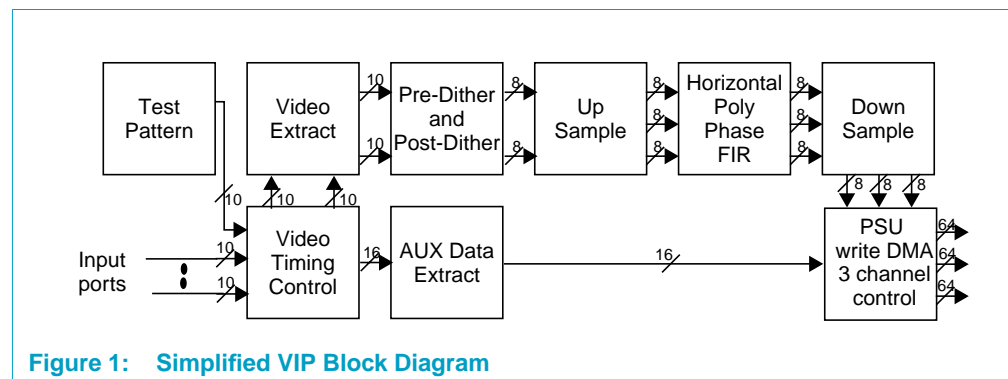 Test
Pattern
Video
Extract
10
10
Pre-Dither
and
Post-Dither
8
8
Up
Sample
8
8
8
Horizontal
Poly
Phase
FIR
8
8
8
Down
Sample
8
8
8
10
10
10
Input
ports
10
10
Video
Timing
Control
16
AUX Data
Extract
16
PSU
write DMA
3 channel
control
64
64
64
Figure 1: Simplified VIP Block Diagram